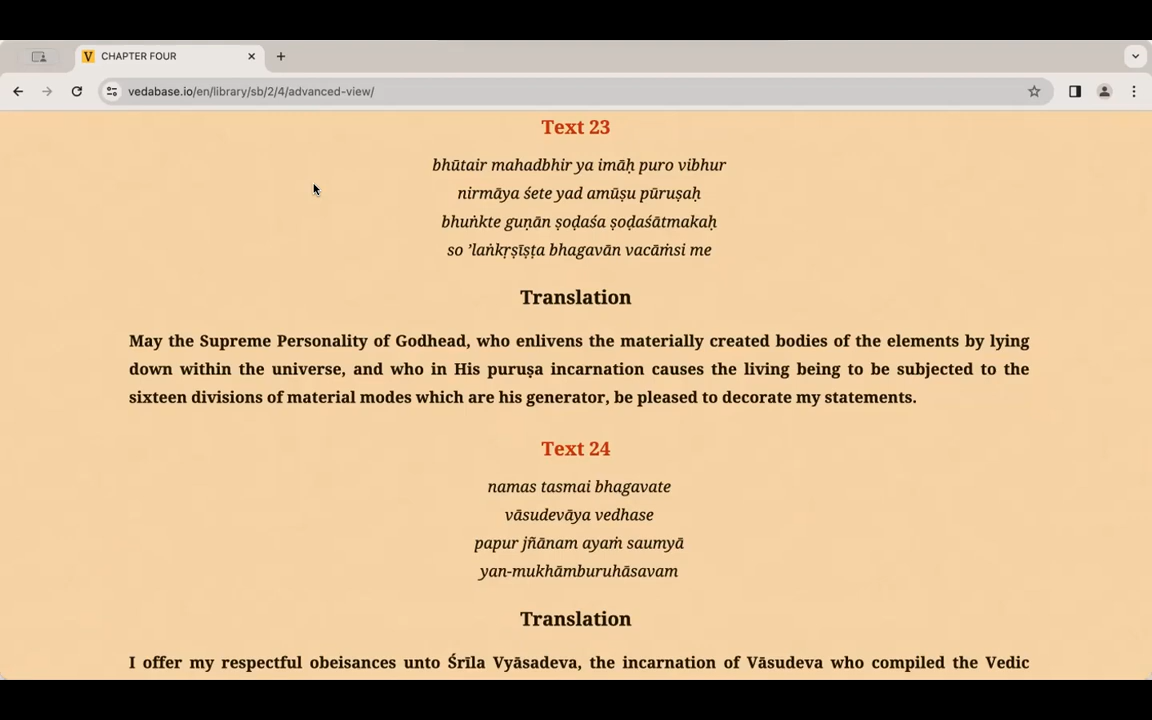 CHAPTER FOUR
vedabase.io/en/library/sb/2/4/advanced-view/
Text 23
bhūtair mahadbhir ya imāḥ puro vibhur
nirmāya śete yad amūṣu pūruṣaḥ
bhuṅkte guṇān ṣoḍaśa ṣoḍaśātmakaḥ
so ’laṅkṛṣīṣṭa bhagavān vacāṁsi me
Translation
May the Supreme Personality of Godhead, who enlivens the materially created bodies of the elements by lying
down within the universe, and who in His puruṣa incarnation causes the living being to be subjected to the
sixteen divisions of material modes which are his generator, be pleased to decorate my statements.
Text 24
namas tasmai bhagavate
vāsudevāya vedhase
papur jñānam ayaṁ saumyā
yan-mukhāmburuhāsavam
Translation
I offer my respectful obeisances unto Śrīla Vyāsadeva, the incarnation of Vāsudeva who compiled the Vedic